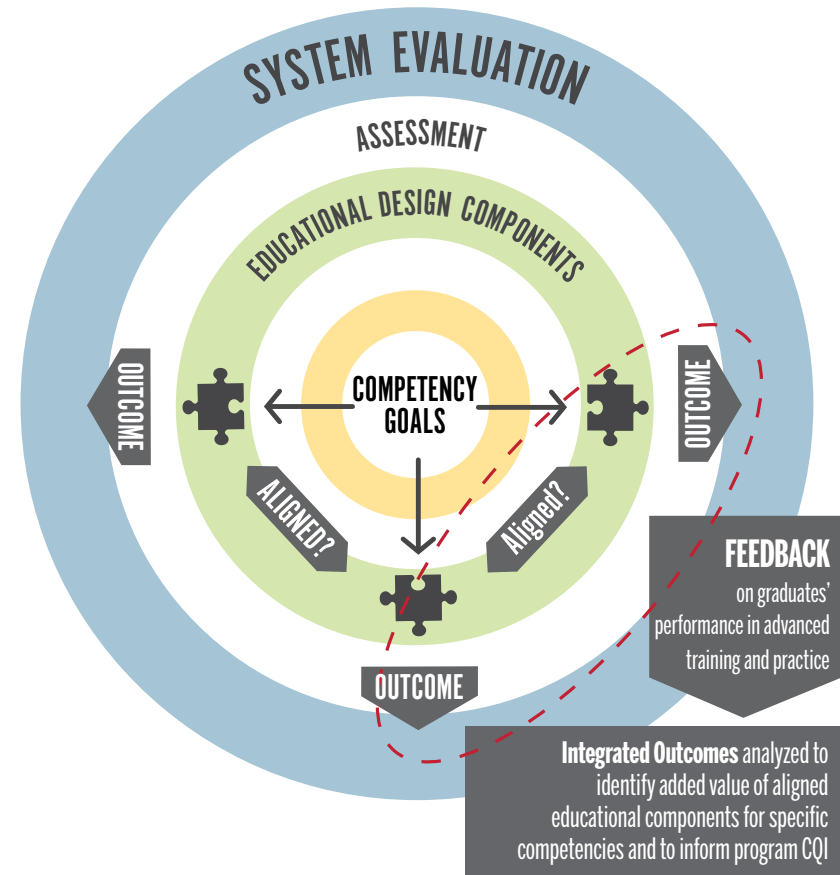 SYSTEM EVALUATION
ASSESSMENT
EDUCATIONAL DESIGN COMPONENTS
COMPETENCY
GOALS
OUTCOME
OUTCOME
ALIGNED?
Aligned?
OUTCOME
FEEDBACK
on graduates'
performance in advanced
training and practice
Integrated Outcomes analyzed to
identify added value of aligned
educational components for specific
competencies and to inform program CQI